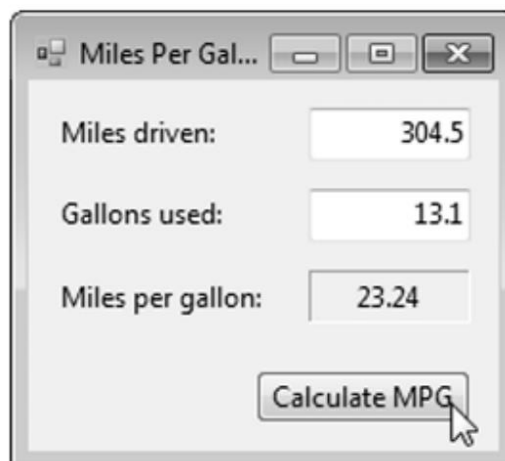 Miles Per Gal...
Miles driven: 304.5
Gallons used: 13.1
Miles per gallon: 23.24
Calculate MPG